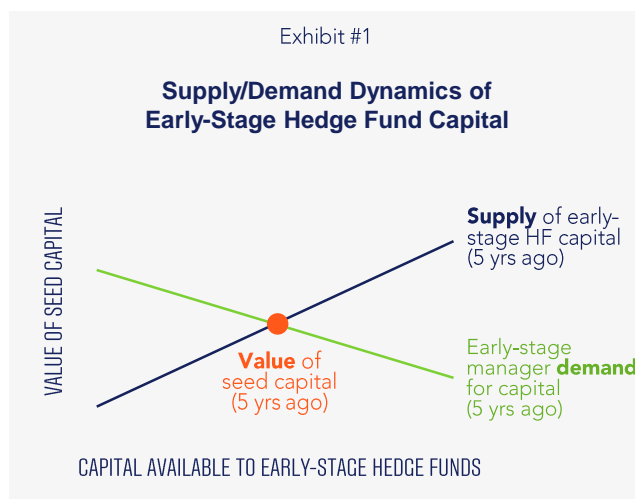 Exhibit #1
Supply/Demand Dynamics of
Early-Stage Hedge Fund Capital
VALUE OF SEED CAPITAL
Supply of early-
stage HF capital
(5 yrs ago)
Value of
seed capital
(5 yrs ago)
Early-stage
manager demand
for capital
(5 yrs ago)
CAPITAL AVAILABLE TO EARLY-STAGE HEDGE FUNDS